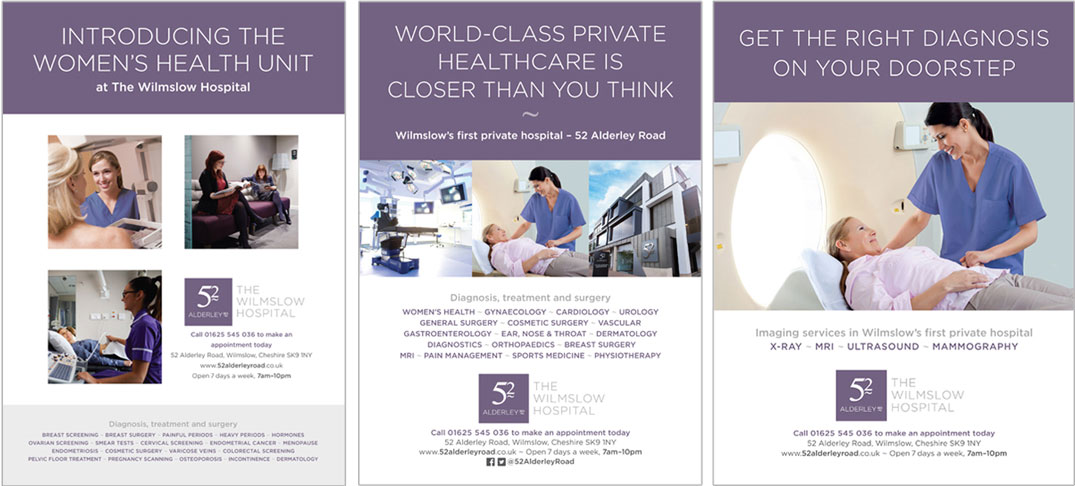 INTRODUCING THE
WOMEN'S HEALTH UNIT
at The Wilmslow Hospital
52
ALDERLEY RD
THE
WILMSLOW
HOSPITAL
Call 01625 545 036 to make an
appointment today
52 Alderley Road, Wilmslow, Cheshire SK9 1NY
www.52alderleyroad.co.uk
Open 7 days a week, 7am–10pm
Diagnosis, treatment and surgery
BREAST SCREENING ~ BREAST SURGERY ~ PAINFUL PERIODS ~ HEAVY PERIODS ~ HORMONES
OVARIAN SCREENING ~ SMEAR TESTS ~ CERVICAL SCREENING ~ ENDOMETRIAL CANCER ~ MENOPAUSE
ENDOMETRIOSIS ~ COSMETIC SURGERY ~ VARICOSE VEINS ~ COLORECTAL SCREENING
PELVIC FLOOR TREATMENT ~ PREGNANCY SCANNING ~ OSTEOPOROSIS ~ INCONTINENCE ~ DERMATOLOGY
WORLD-CLASS PRIVATE
HEALTHCARE IS
CLOSER THAN YOU THINK
~
Wilmslow's first private hospital – 52 Alderley Road
Diagnosis, treatment and surgery
WOMEN'S HEALTH ~ GYNAECOLOGY ~ CARDIOLOGY ~ UROLOGY
GENERAL SURGERY ~ COSMETIC SURGERY ~ VASCULAR
GASTROENTEROLOGY ~ EAR, NOSE & THROAT ~ DERMATOLOGY
DIAGNOSTICS ~ ORTHOPAEDICS ~ BREAST SURGERY
MRI ~ PAIN MANAGEMENT ~ SPORTS MEDICINE ~ PHYSIOTHERAPY
52
ALDERLEY RD
THE
WILMSLOW
HOSPITAL
Call 01625 545 036 to make an appointment today
52 Alderley Road, Wilmslow, Cheshire SK9 1NY
www.52alderleyroad.co.uk ~ Open 7 days a week, 7am–10pm
@52AlderleyRoad
GET THE RIGHT DIAGNOSIS
ON YOUR DOORSTEP
Imaging services in Wilmslow's first private hospital
X-RAY ~ MRI ~ ULTRASOUND ~ MAMMOGRAPHY
52
ALDERLEY RD
THE
WILMSLOW
HOSPITAL
Call 01625 545 036 to make an appointment today
52 Alderley Road, Wilmslow, Cheshire SK9 1NY
www.52alderleyroad.co.uk ~ Open 7 days a week, 7am–10pm